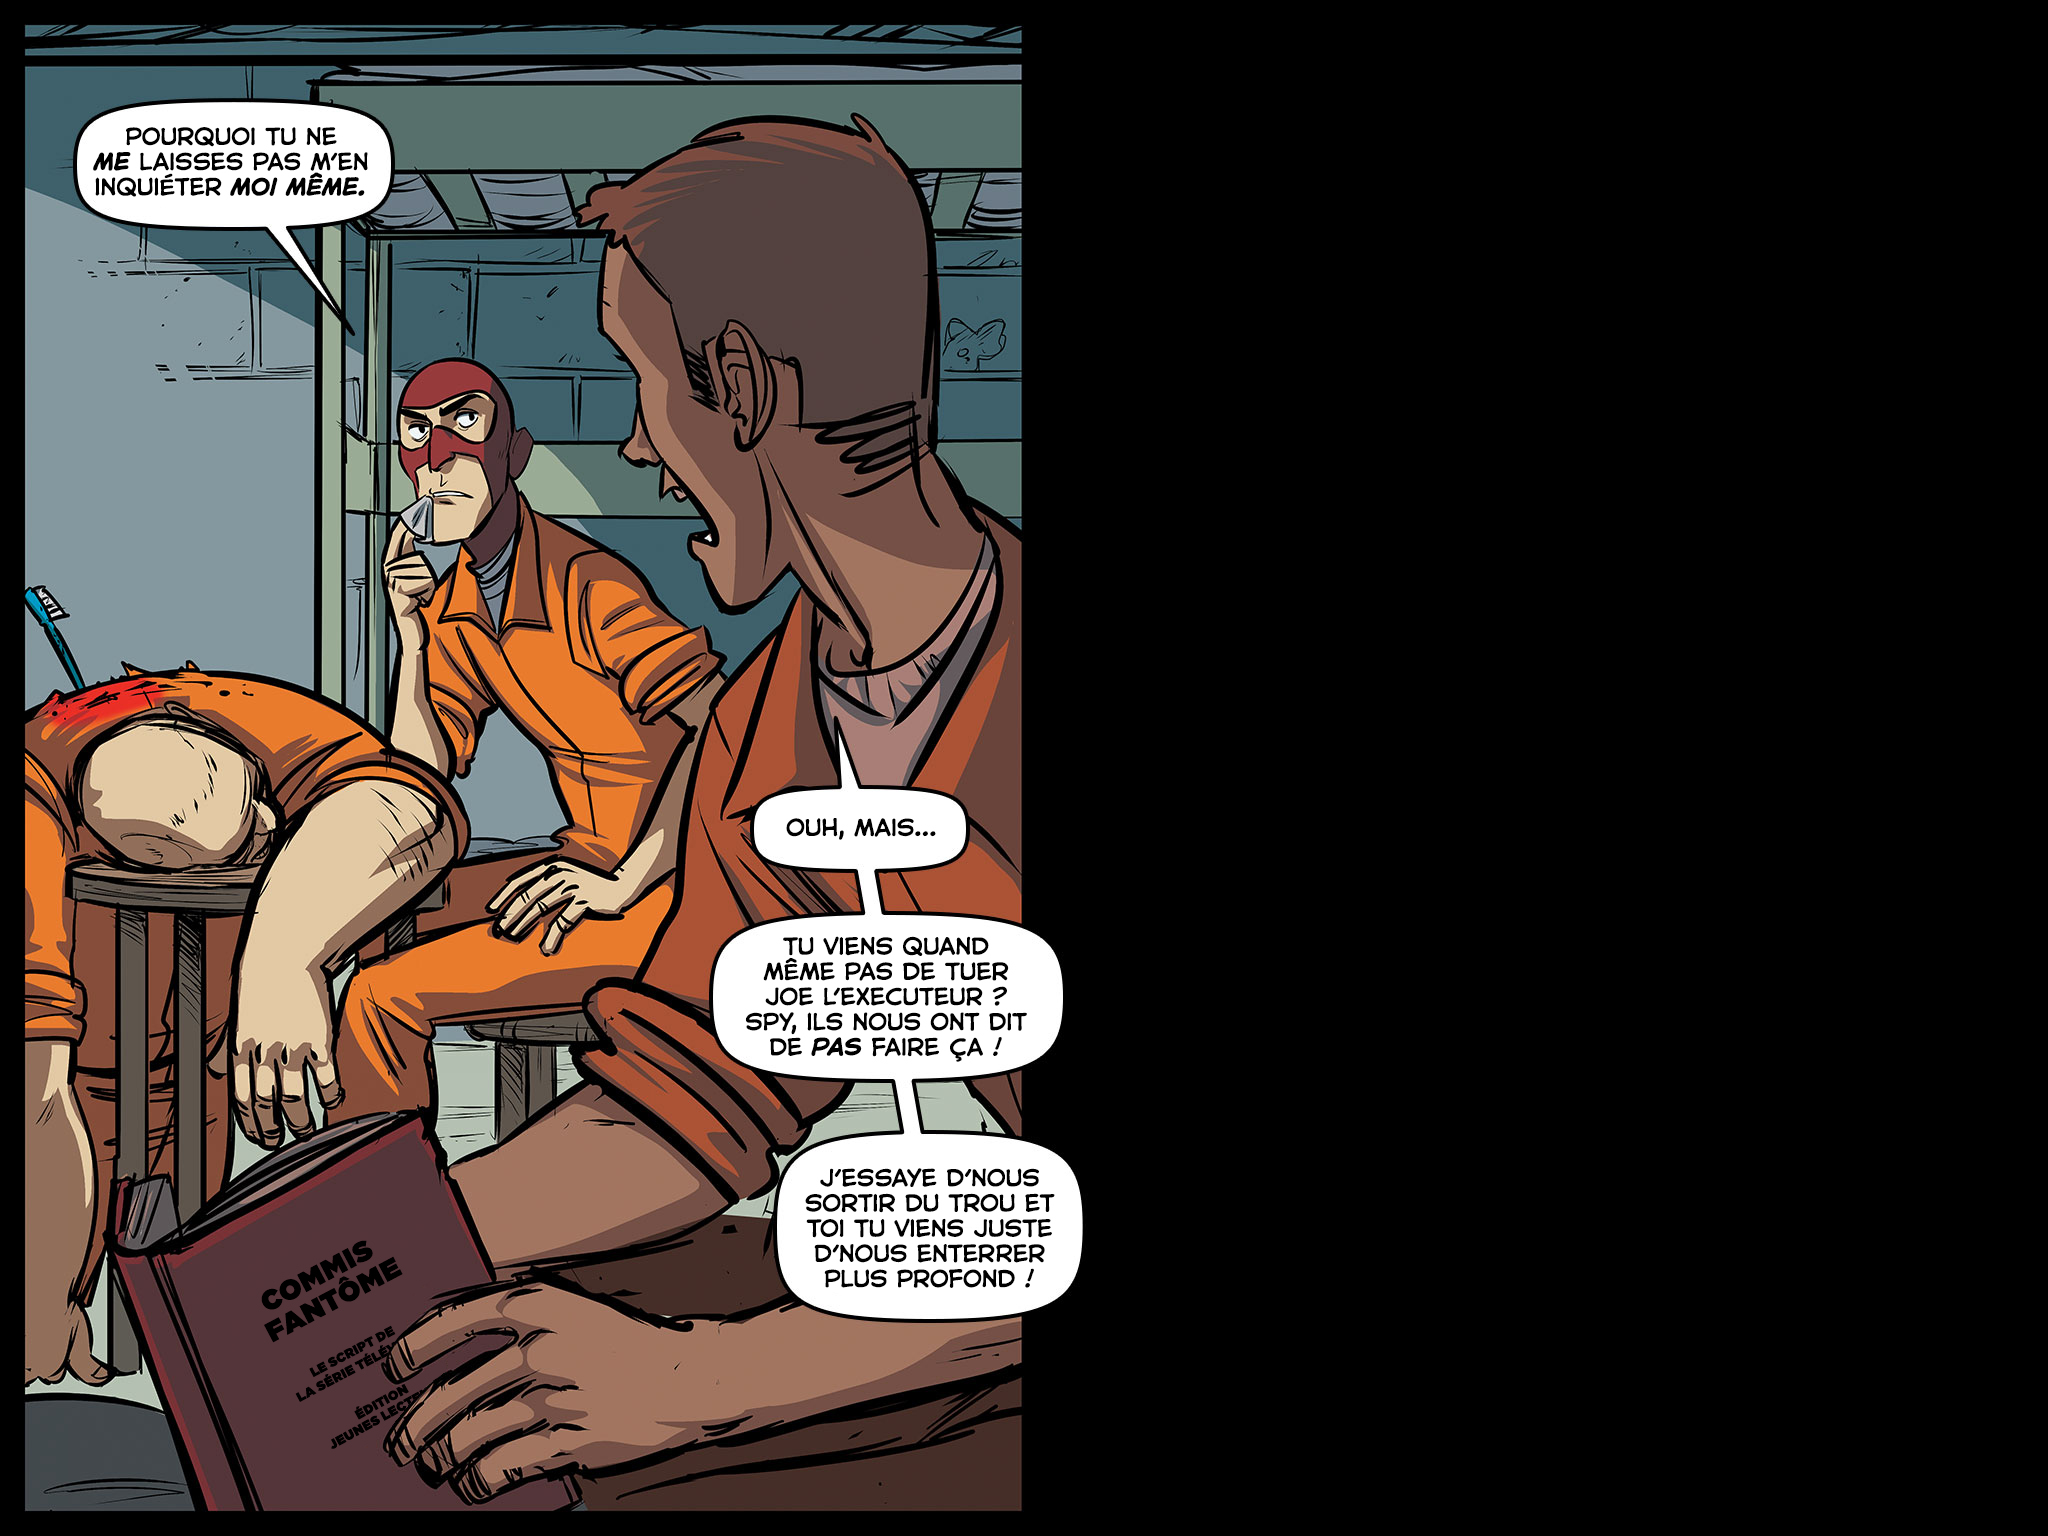 POURQUOI TU NE
ME LAISSES PAS M'EN
INQUIÉTER MOI MÊME.
OUH, MAIS...
TU VIENS QUAND
MÊME PAS DE TUER
JOE L'EXECUTEUR ?
SPY, ILS NOUS ONT DIT
DE PAS FAIRE ÇA !
J'ESSAYE D'NOUS
SORTIR DU TROU ET
TOI TU VIENS JUSTE
D'NOUS ENTERRER
PLUS PROFOND !
COMMIS
FANTÔME
LE SCRIPT DE
LA SÉRIE
ÉDITION
JEUNES